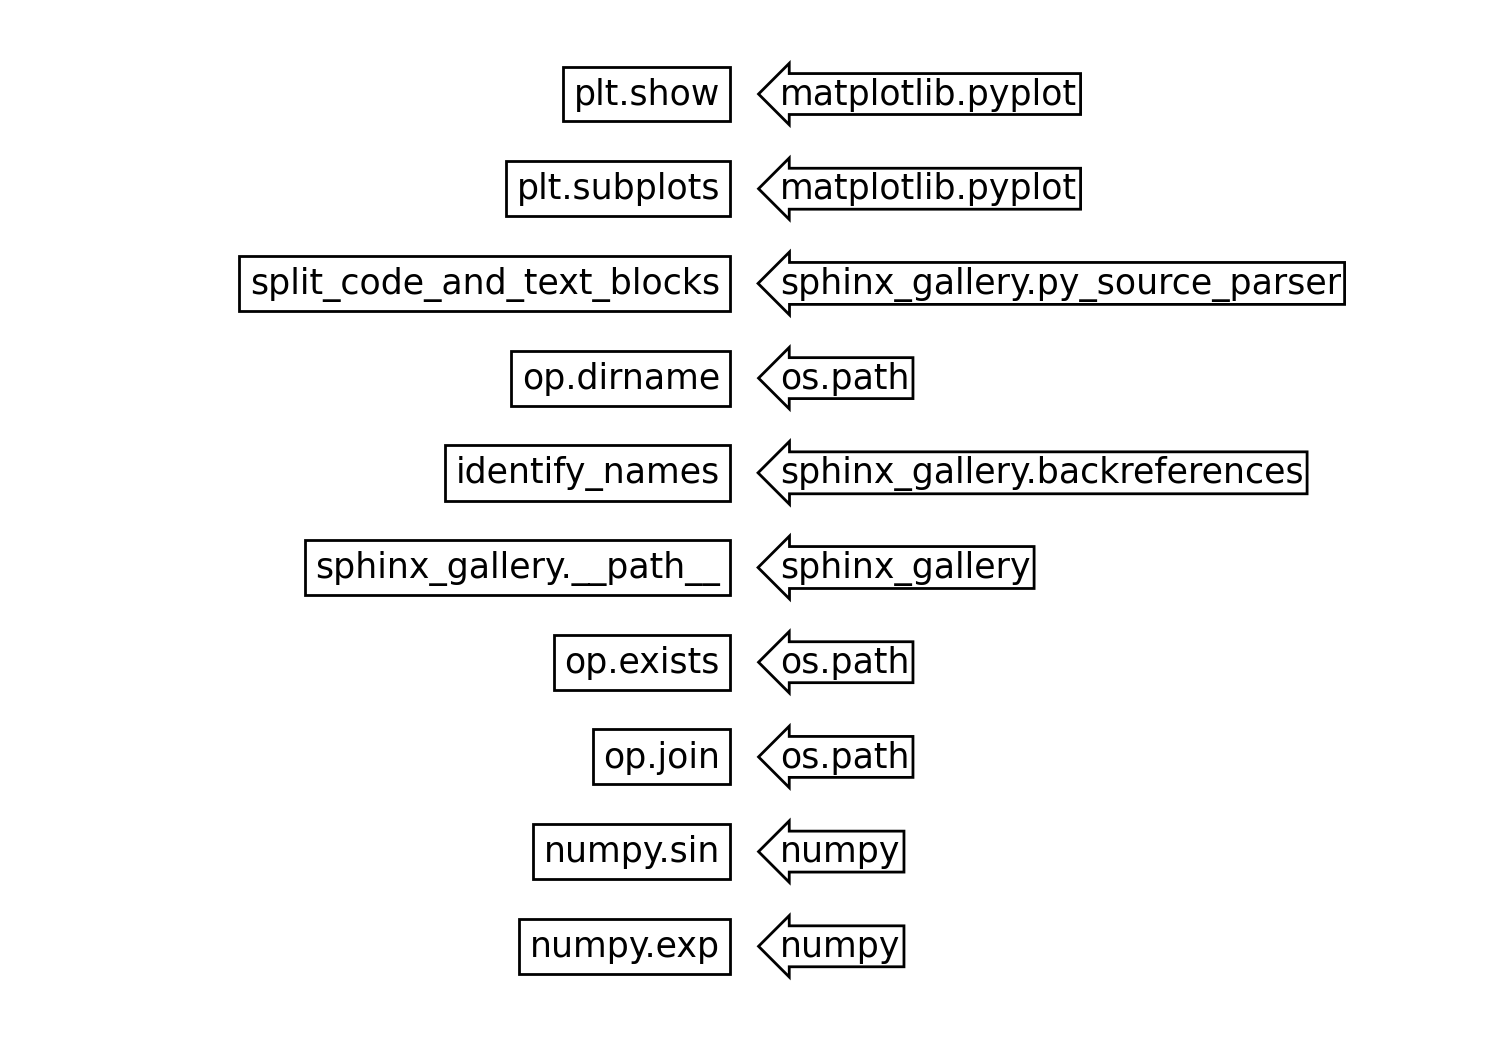 plt.show matplotlib.pyplot
plt.subplots matplotlib.pyplot
split_code_and_text_blocks sphinx_gallery.py_source_parser
op.dirname os.path
identify_names sphinx_gallery.backreferences
sphinx_gallery.__path__ sphinx_gallery
op.exists os.path
op.join os.path
numpy.sin numpy
numpy.exp numpy